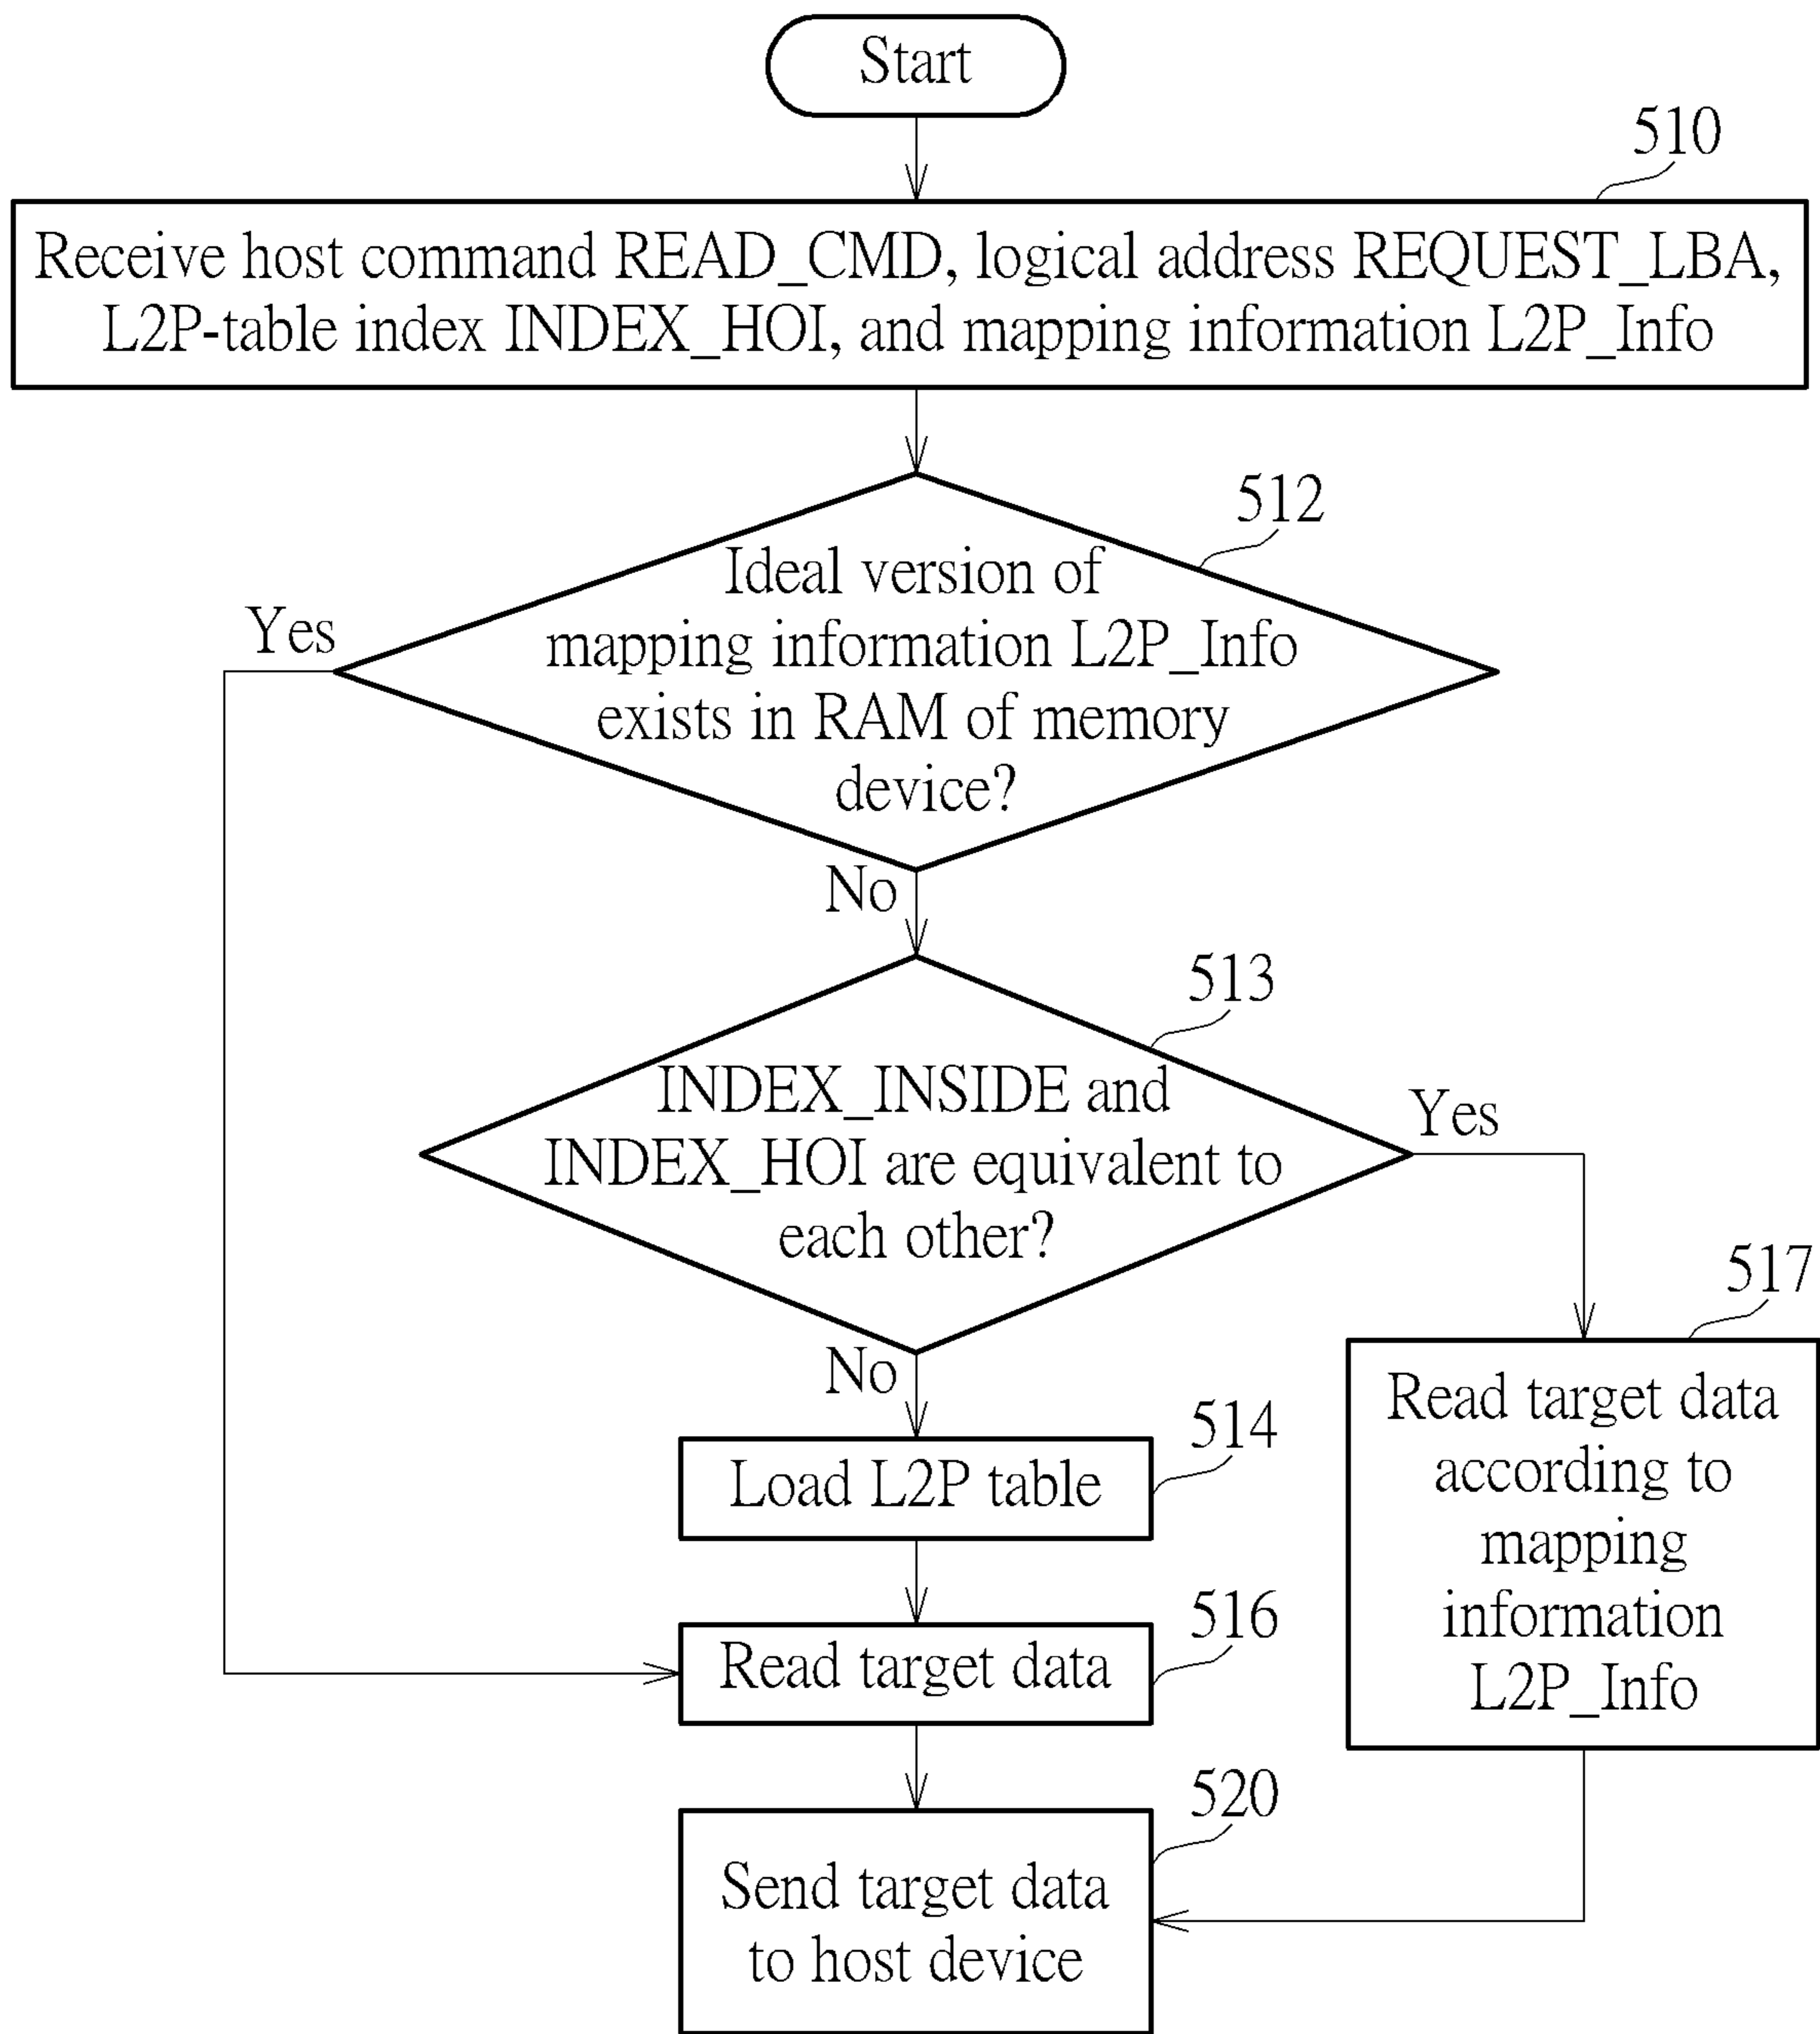 Start
510
Receive host command READ_CMD, logical address REQUEST_LBA,
L2P-table index INDEX_HOI, and mapping information L2P_Info
512
Ideal version of
mapping information L2P_Info
exists in RAM of memory
device?
Yes
No
513
INDEX_INSIDE and
INDEX_HOI are equivalent to
each other?
Yes
No
517
Read target data
according to
mapping
information
L2P_Info
514
Load L2P table
516
Read target data
520
Send target data
to host device